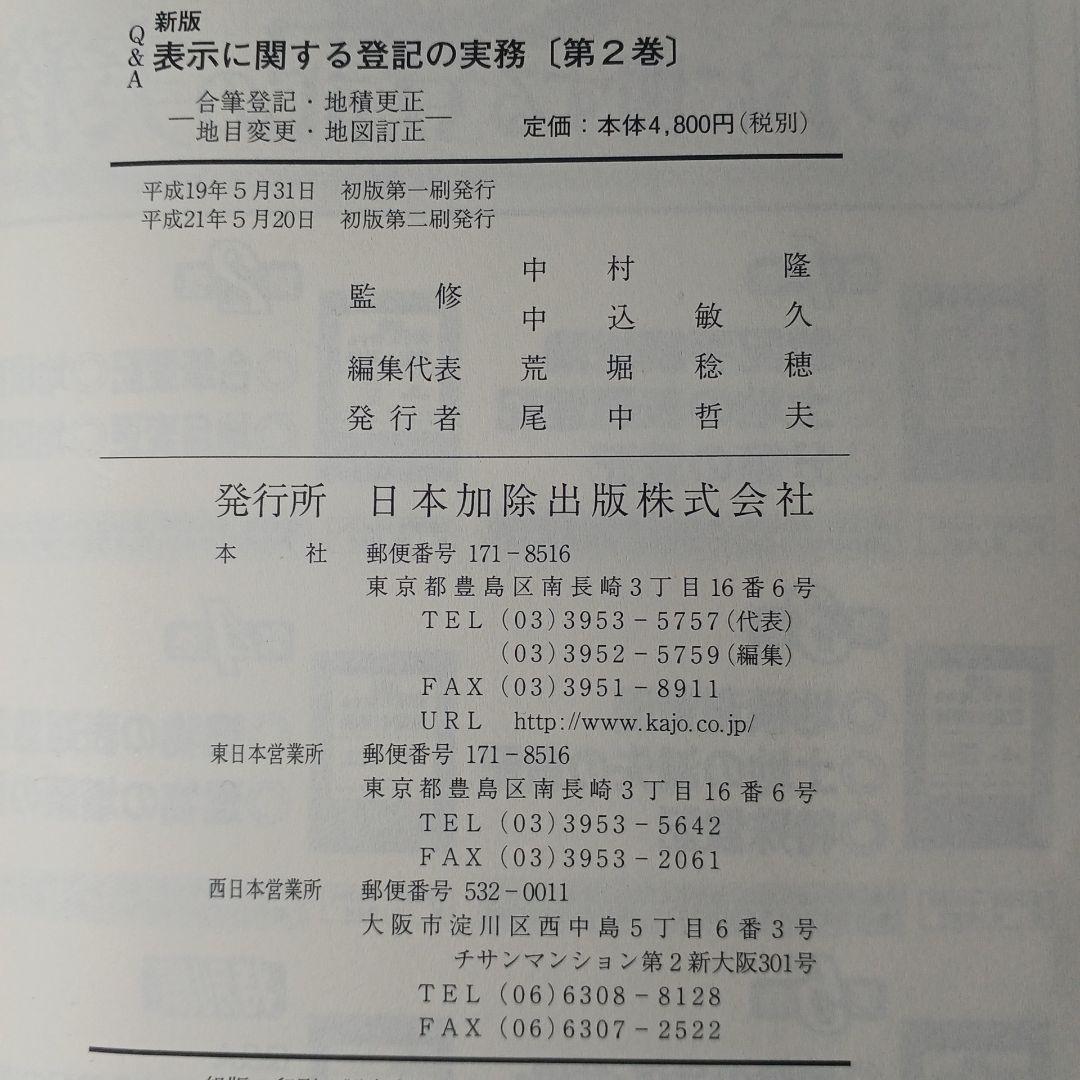 新版
Q&A 表示に関する登記の実務〔第2巻〕
合筆登記・地積更正
地目変更・地図訂正
定価：本体4,800円(税別)
平成19年5月31日 初版第一刷発行
平成21年5月20日 初版第二刷発行
監修 中村隆
中込敏久
編集代表 荒堀稔穂
発行者 尾中哲夫
発行所 日本加除出版株式会社
本社 郵便番号 171-8516
東京都豊島区南長崎3丁目16番6号
TEL (03)3953-5757(代表)
(03)3952-5759(編集)
FAX (03)3951-8911
URL http://www.kajo.co.jp/
東日本営業所 郵便番号 171-8516
東京都豊島区南長崎3丁目16番6号
TEL (03)3953-5642
FAX (03)3953-2061
西日本営業所 郵便番号 532-0011
大阪市淀川区西中島5丁目6番3号
チサンマンション第2新大阪301号
TEL (06)6308-8128
FAX (06)6307-2522